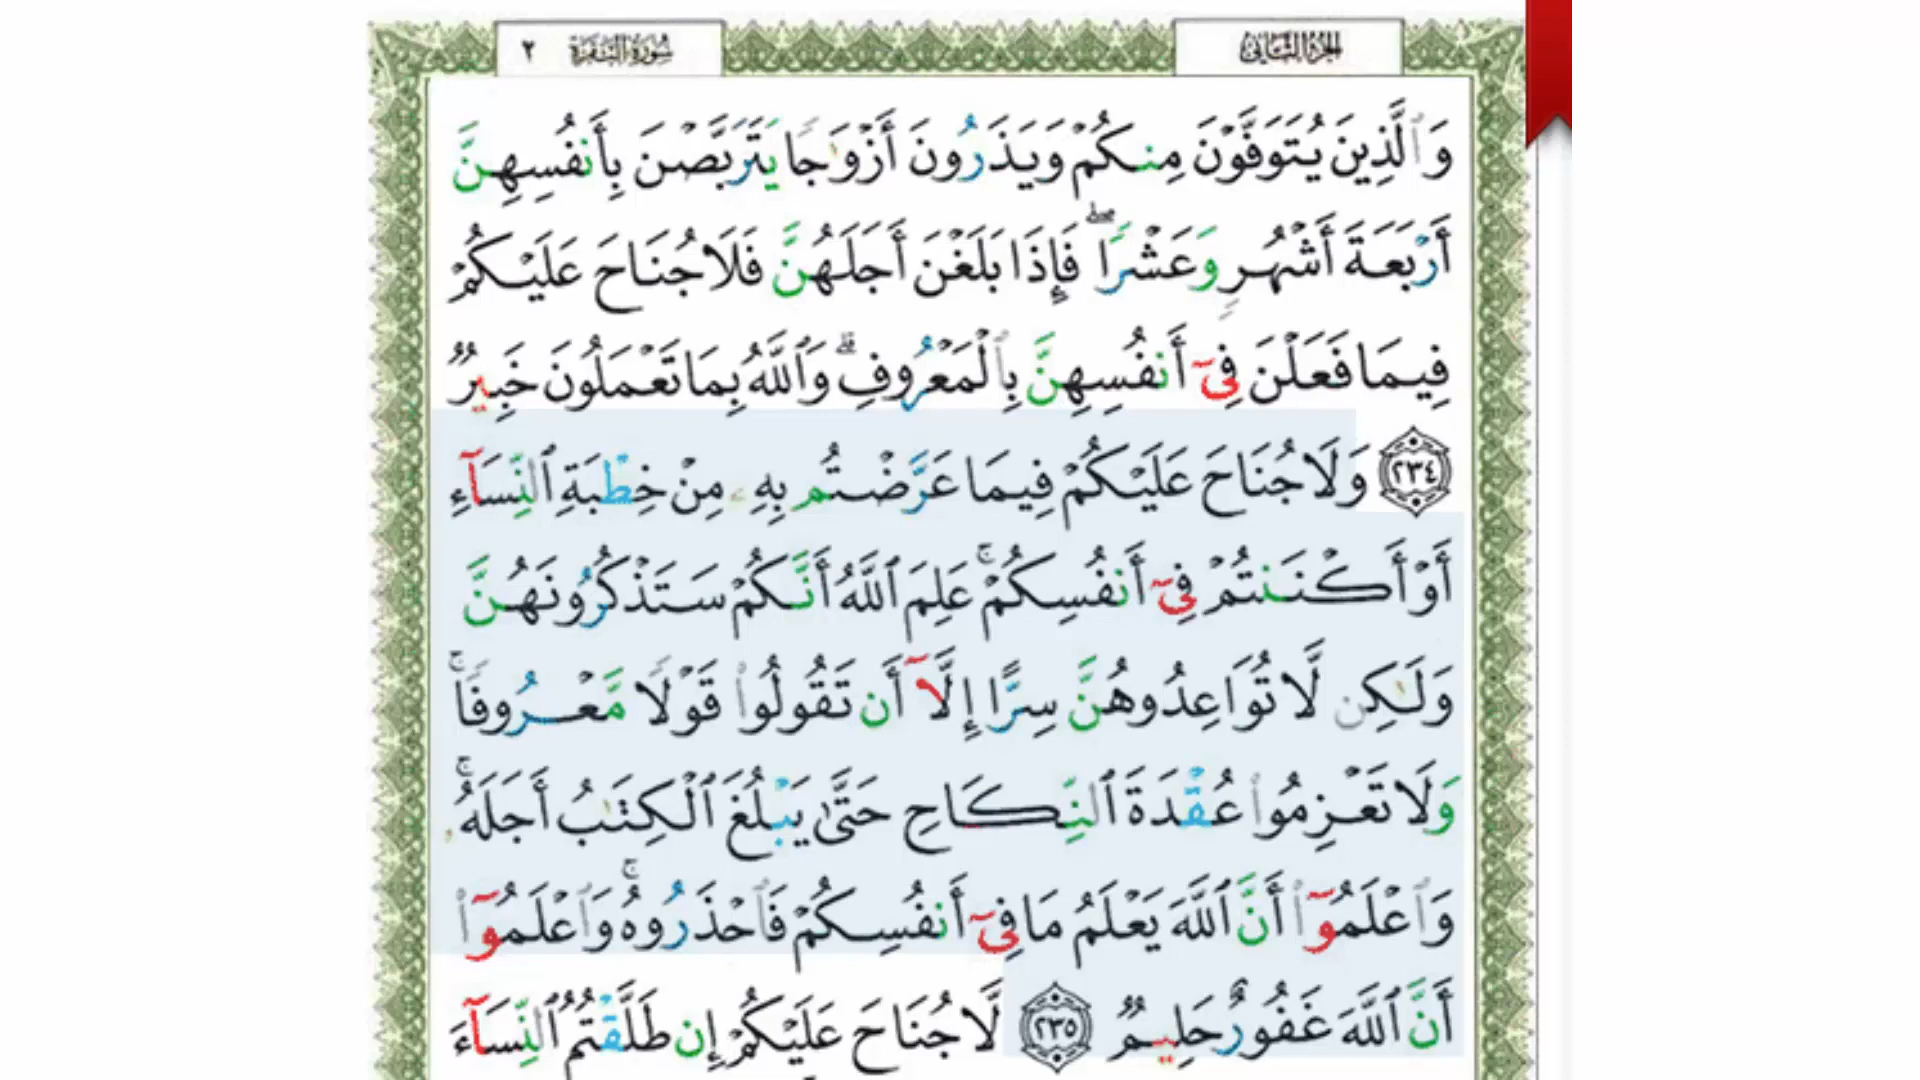 الجزء الثاني
سورة البقرة ٢
وَٱلَّذِينَ يُتَوَفَّوْنَ مِنكُمْ وَيَذَرُونَ أَزْوَٰجًا يَتَرَبَّصْنَ بِأَنفُسِهِنَّ
أَرْبَعَةَ أَشْهُرٍ وَعَشْرًا ۖ فَإِذَا بَلَغْنَ أَجَلَهُنَّ فَلَا جُنَاحَ عَلَيْكُمْ
فِيمَا فَعَلْنَ فِىٓ أَنفُسِهِنَّ بِٱلْمَعْرُوفِ ۗ وَٱللَّهُ بِمَا تَعْمَلُونَ خَبِيرٌ
٢٣٤ وَلَا جُنَاحَ عَلَيْكُمْ فِيمَا عَرَّضْتُم بِهِۦ مِنْ خِطْبَةِ ٱلنِّسَآءِ
أَوْ أَكْنَنتُمْ فِىٓ أَنفُسِكُمْ ۚ عَلِمَ ٱللَّهُ أَنَّكُمْ سَتَذْكُرُونَهُنَّ
وَلَٰكِن لَّا تُوَاعِدُوهُنَّ سِرًّا إِلَّآ أَن تَقُولُوا۟ قَوْلًا مَّعْرُوفًا ۚ
وَلَا تَعْزِمُوا۟ عُقْدَةَ ٱلنِّكَاحِ حَتَّىٰ يَبْلُغَ ٱلْكِتَٰبُ أَجَلَهُۥ ۚ
وَٱعْلَمُوٓا۟ أَنَّ ٱللَّهَ يَعْلَمُ مَا فِىٓ أَنفُسِكُمْ فَٱحْذَرُوهُ ۚ وَٱعْلَمُوٓا۟
أَنَّ ٱللَّهَ غَفُورٌ حَلِيمٌ ٢٣٥ لَّا جُنَاحَ عَلَيْكُمْ إِن طَلَّقْتُمُ ٱلنِّسَآءَ